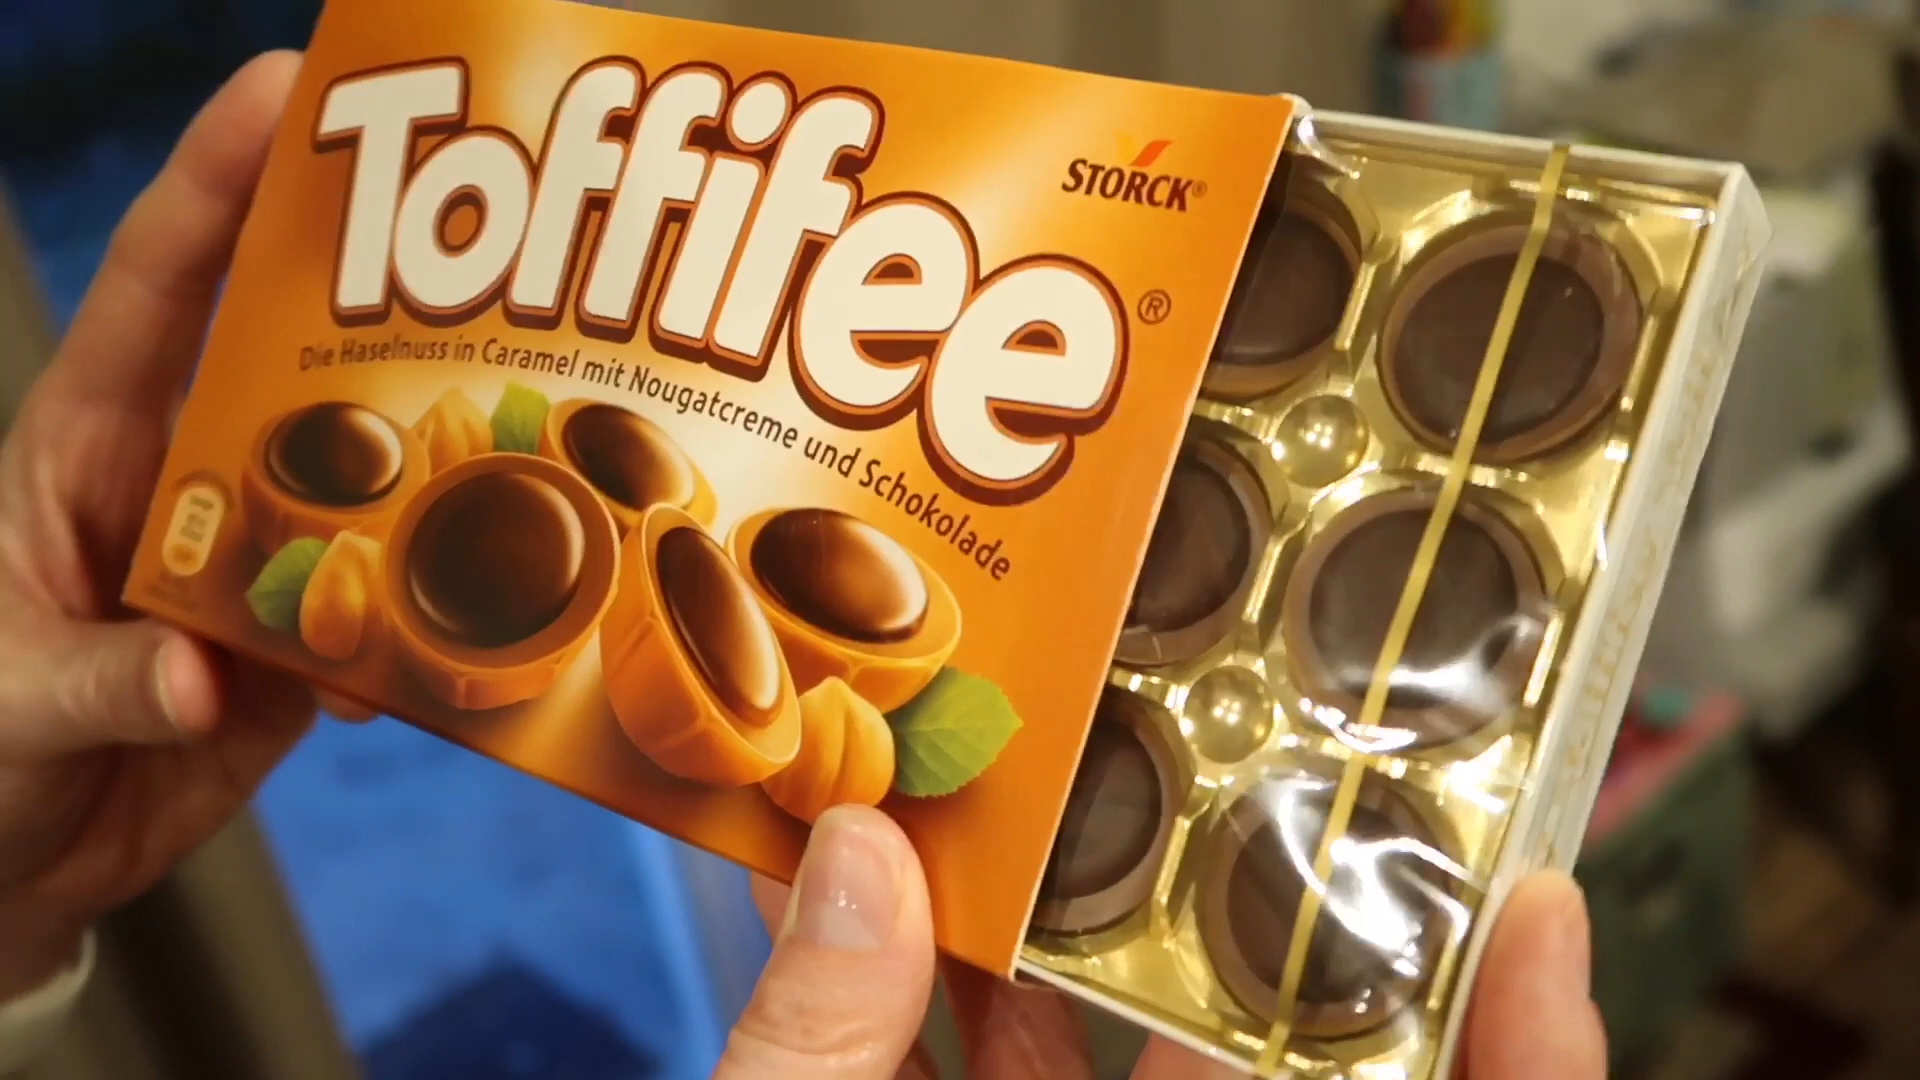 Toffifee®
STORCK®
Die Haselnuss in Caramel mit Nougatcreme und Schokolade